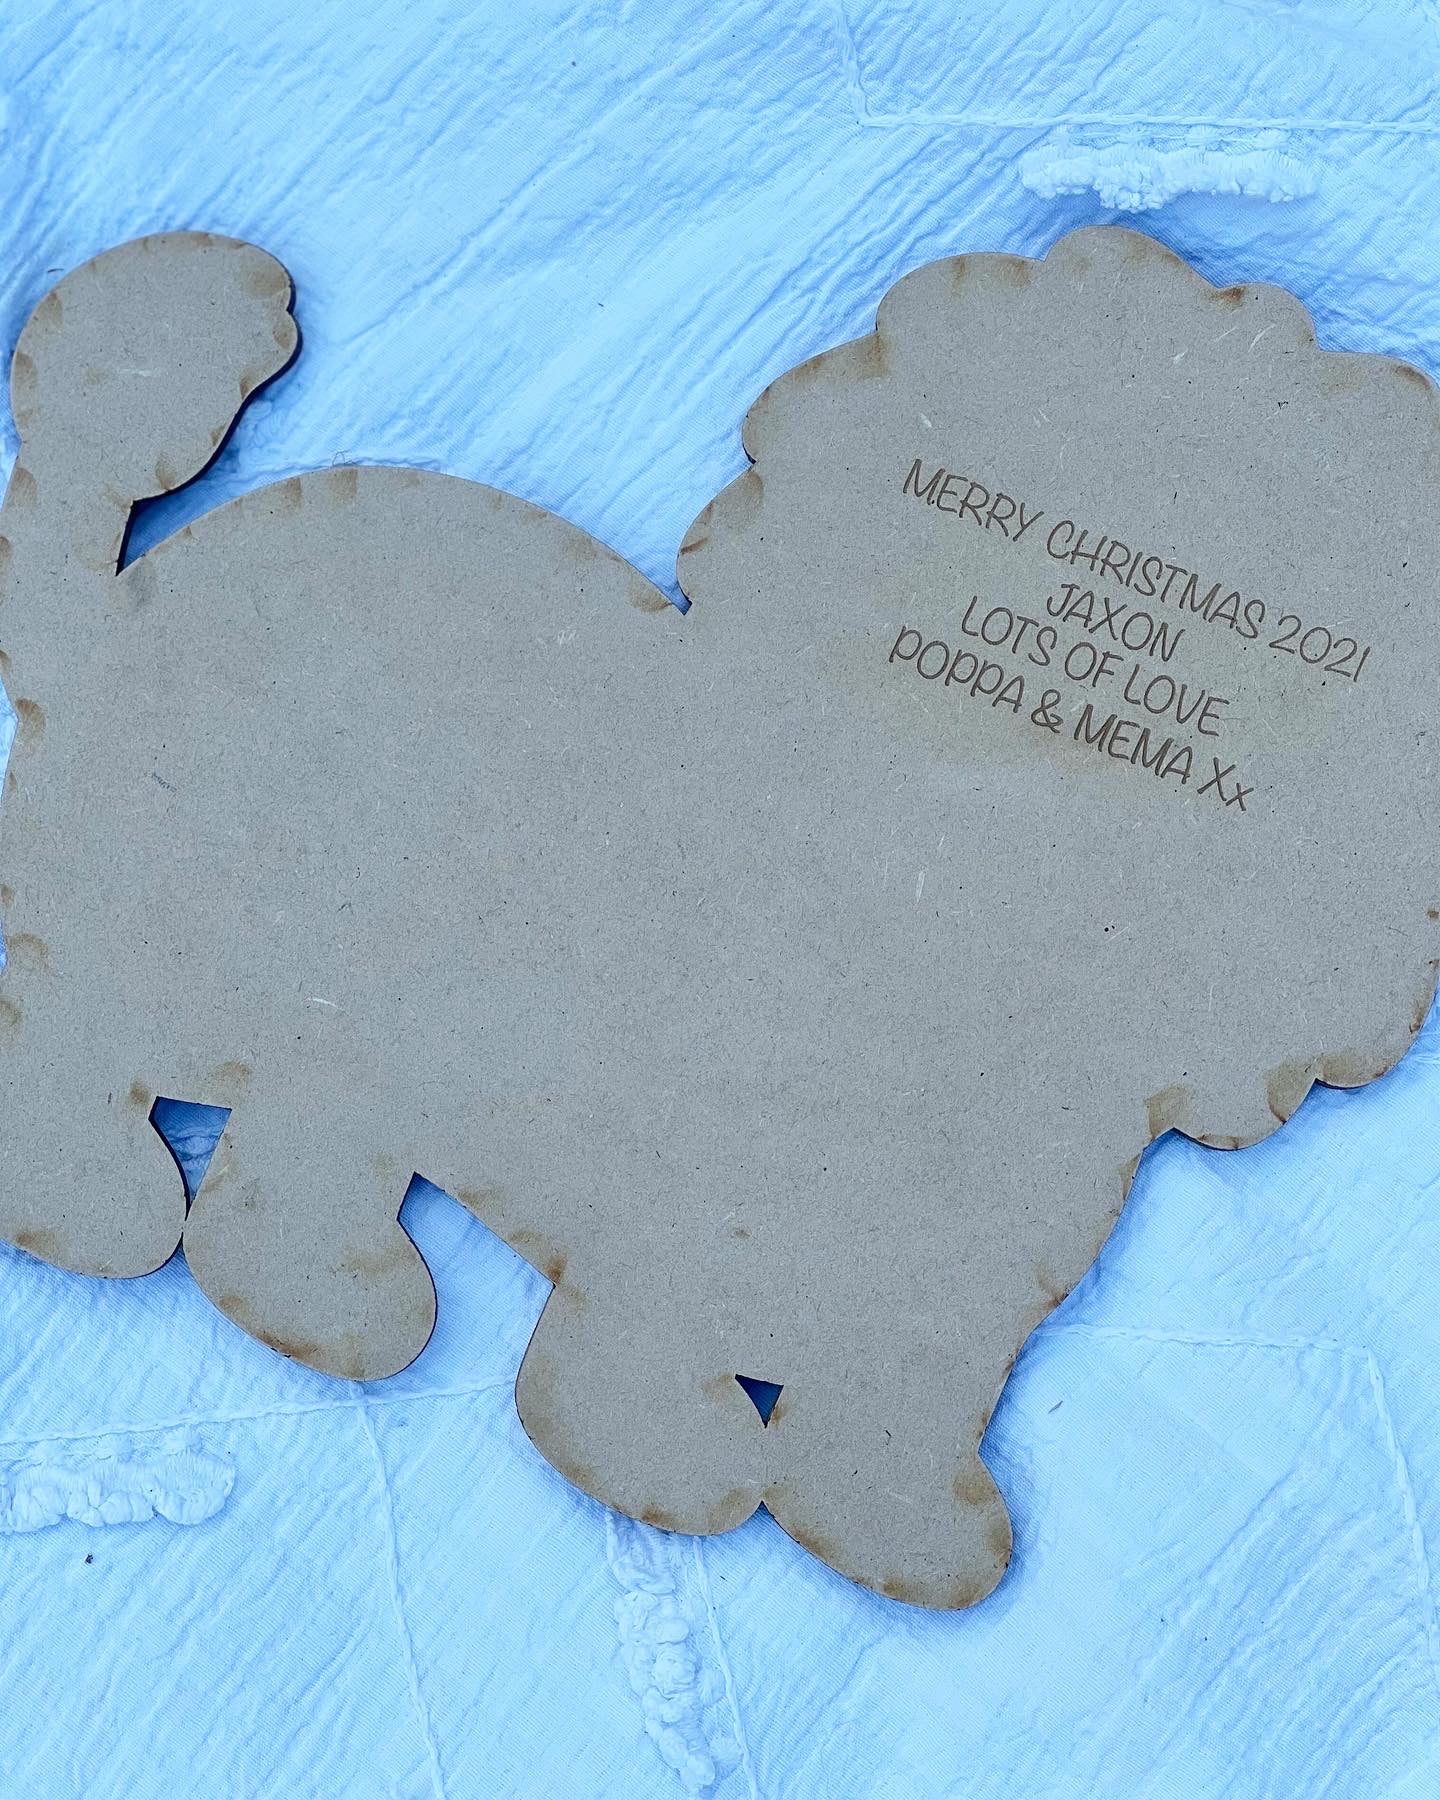 MERRY CHRISTMAS 2021
JAXON
LOTS OF LOVE
POPPA & MEMA Xx